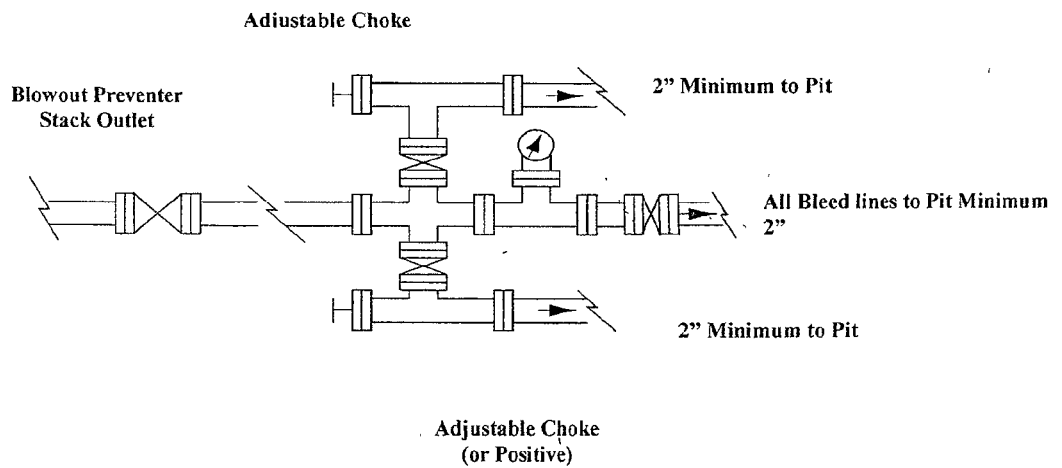 Adiustable Choke
Blowout Preventer
Stack Outlet
2” Minimum to Pit
All Bleed lines to Pit Minimum
2”
2” Minimum to Pit
Adjustable Choke
(or Positive)